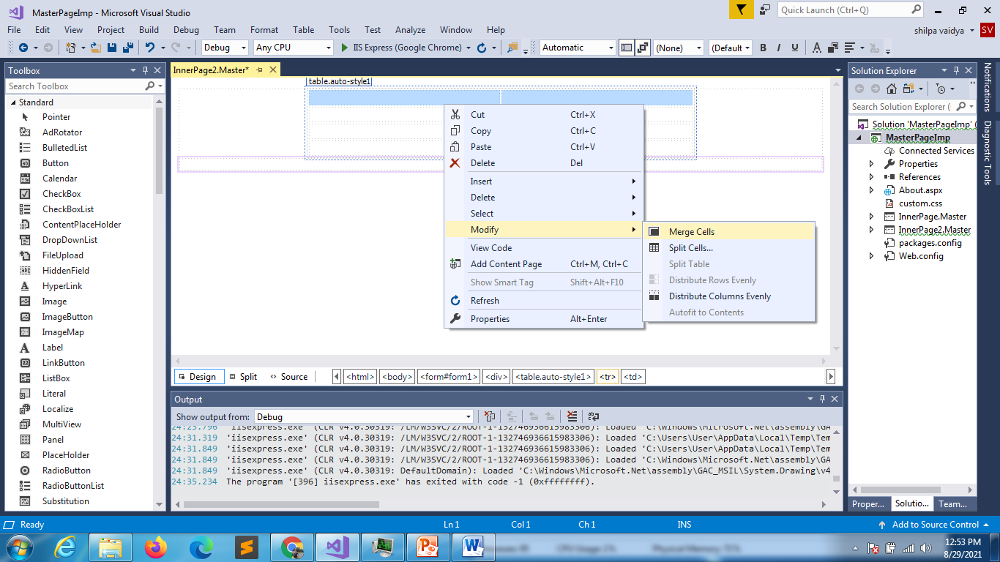 MasterPageImp - Microsoft Visual Studio
Quick Launch (Ctrl+Q)
File Edit View Project Build Debug Team Format Table Tools Test Analyze Window Help
shilpa vaidya SV
Debug Any CPU IIS Express (Google Chrome) Automatic (None) (Default B I U A
Toolbox
Search Toolbox
Standard
Pointer
AdRotator
BulletedList
Button
Calendar
CheckBox
CheckBoxList
ContentPlaceHolder
DropDownList
FileUpload
HiddenField
HyperLink
Image
ImageButton
ImageMap
Label
LinkButton
ListBox
Literal
Localize
MultiView
Panel
PlaceHolder
RadioButton
RadioButtonList
Substitution
InnerPage2.Master*
table.auto-style1
Cut Ctrl+X
Copy Ctrl+C
Paste Ctrl+V
Delete Del
Insert
Delete
Select
Modify
View Code
Add Content Page Ctrl+M, Ctrl+C
Show Smart Tag Shift+Alt+F10
Refresh
Properties Alt+Enter
Merge Cells
Split Cells...
Split Table
Distribute Rows Evenly
Distribute Columns Evenly
Autofit to Contents
Design Split Source <html> <body> <form#form1> <div> <table.auto-style1> <tr> <td>
Output
Show output from: Debug
24:25.796 'iisexpress.exe' (CLR v4.0.30319: /LM/W3SVC/2/ROOT-1-132746936615983306): Loaded 'C:\Windows\Microsoft.Net\assembly\GAC
24:31.319 'iisexpress.exe' (CLR v4.0.30319: /LM/W3SVC/2/ROOT-1-132746936615983306): Loaded 'C:\Users\User\AppData\Local\Temp\Tem
24:31.849 'iisexpress.exe' (CLR v4.0.30319: /LM/W3SVC/2/ROOT-1-132746936615983306): Loaded 'C:\Users\User\AppData\Local\Temp\Tem
24:31.849 'iisexpress.exe' (CLR v4.0.30319: /LM/W3SVC/2/ROOT-1-132746936615983306): Loaded 'C:\Windows\Microsoft.Net\assembly\GA
24:31.849 'iisexpress.exe' (CLR v4.0.30319: DefaultDomain): Loaded 'C:\Windows\Microsoft.Net\assembly\GAC_MSIL\System.Drawing\v4
24:35.234 The program '[396] iisexpress.exe' has exited with code -1 (0xffffffff).
Solution Explorer
Search Solution Explorer (
Solution 'MasterPageImp' (
MasterPageImp
Connected Services
Properties
References
About.aspx
custom.css
InnerPage.Master
InnerPage2.Master
packages.config
Web.config
Proper... Solutio... Team...
Notifications
Diagnostic Tools
Ready Ln 1 Col 1 Ch 1 INS Add to Source Control
CPU Usage: Physical Memory:
12:53 PM
8/29/2021